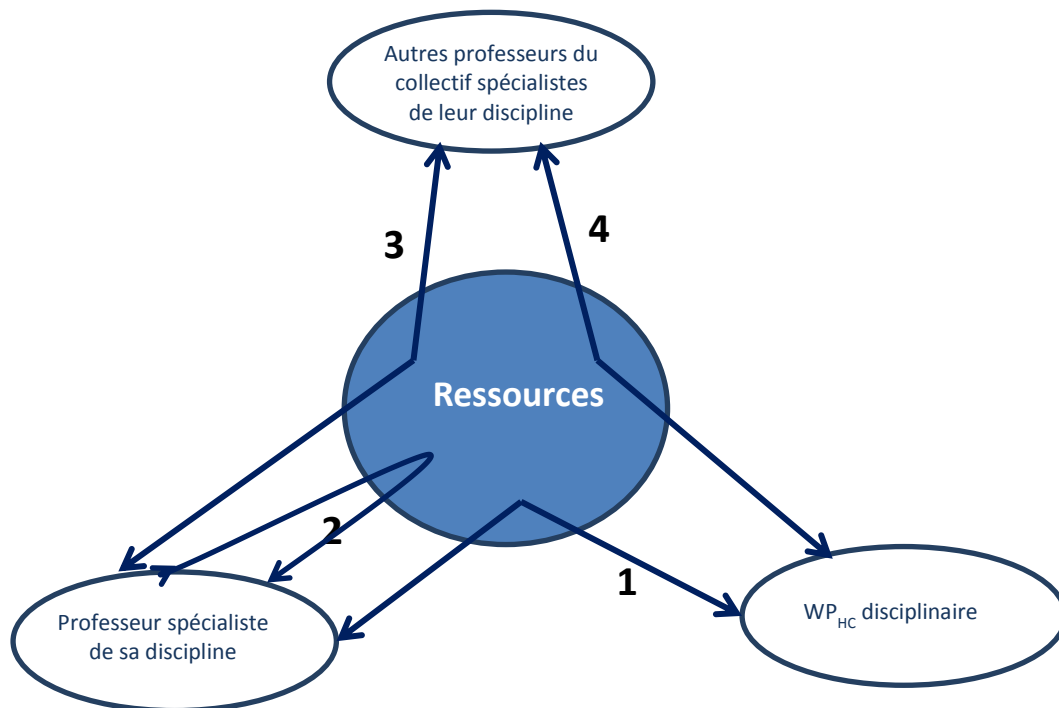 Autres professeurs du
collectif spécialistes
de leur discipline
3
4
Ressources
2
1
Professeur spécialiste
de sa discipline
WP_HC disciplinaire